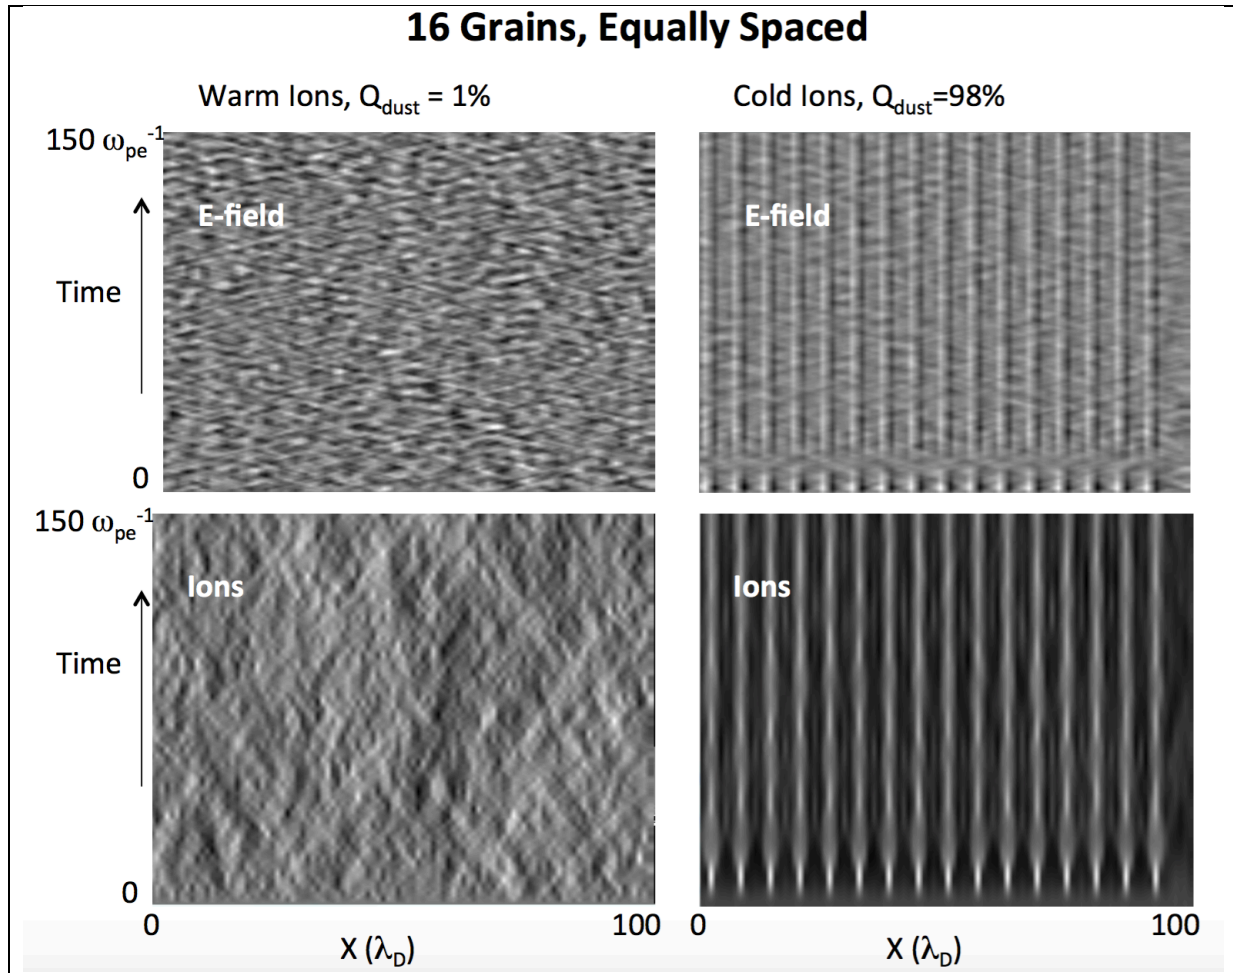 16 Grains, Equally Spaced
Warm Ions, Qdust = 1%
Cold Ions, Qdust=98%
150 ωpe-1
E-field
E-field
Time
0
150 ωpe-1
Ions
Ions
Time
0
0
100
0
100
X (λD)
X (λD)